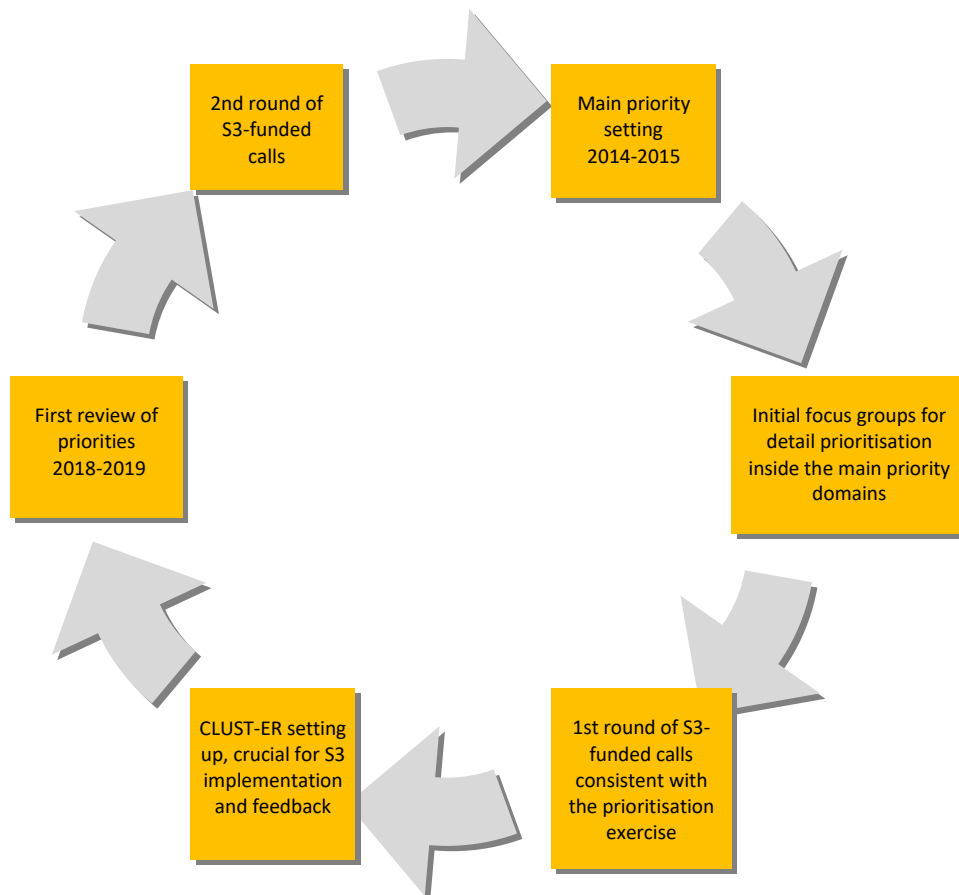 2nd round of
S3-funded
calls
Main priority
setting
2014-2015
First review of
priorities
2018-2019
Initial focus groups for
detail prioritisation
inside the main priority
domains
CLUST-ER setting
up, crucial for S3
implementation
and feedback
1st round of S3-
funded calls
consistent with
the prioritisation
exercise